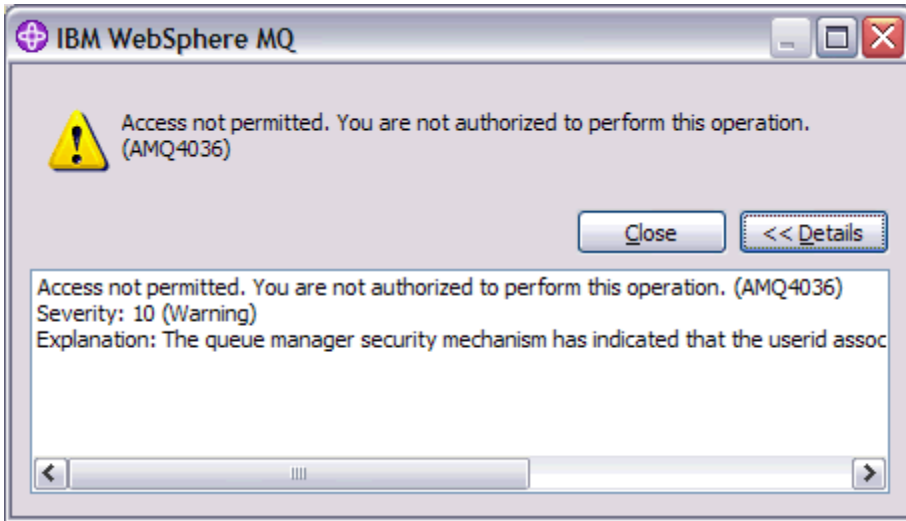 IBM WebSphere MQ
Access not permitted. You are not authorized to perform this operation.
(AMQ4036)
Close
<< Details
Access not permitted. You are not authorized to perform this operation. (AMQ4036)
Severity: 10 (Warning)
Explanation: The queue manager security mechanism has indicated that the userid assoc